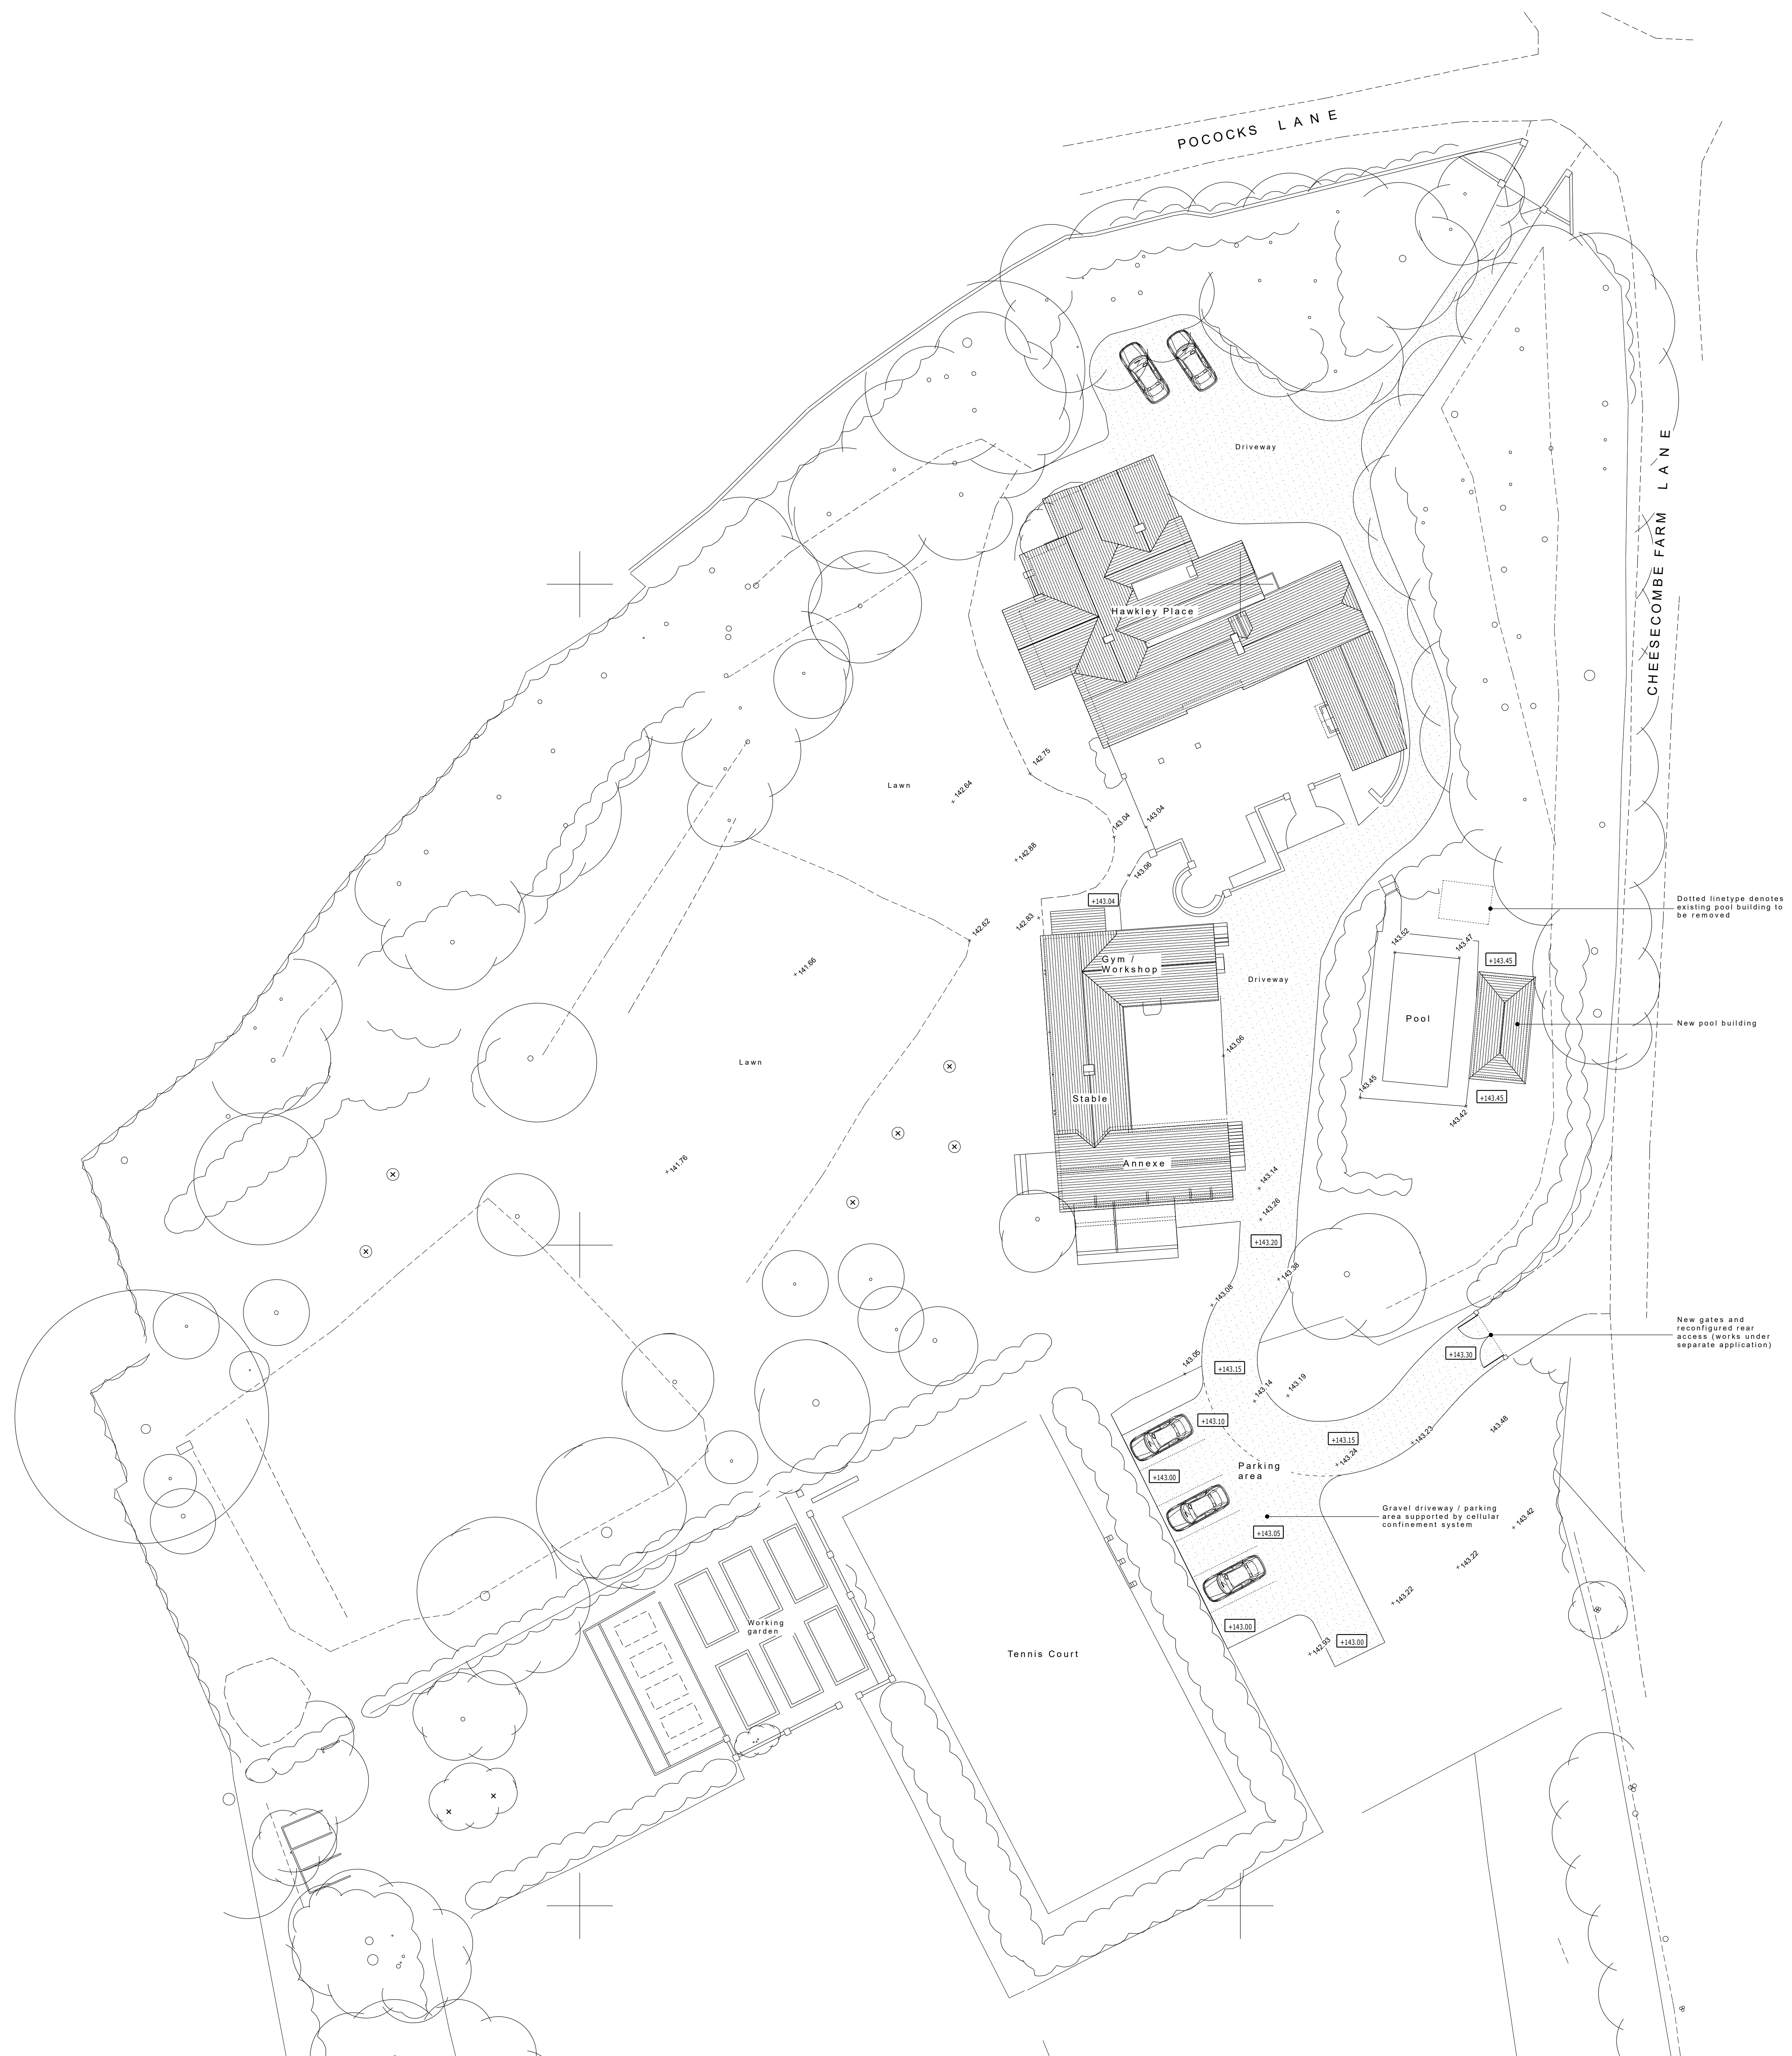 POCOCKS LANE
CHEESECOMBE FARM LANE
Driveway
Hawkley Place
142.75
Lawn
142.64
143.04
143.04
142.88
143.06
+143.04
142.83
142.62
Dotted linetype denotes
existing pool building to
be removed
143.52
143.47
+143.45
Gym /
Workshop
141.66
Driveway
Pool
New pool building
143.06
Lawn
143.45
+143.45
Stable
143.42
Annexe
141.76
143.14
143.26
+143.20
143.38
143.08
New gates and
reconfigured rear
access (works under
separate application)
+143.30
143.05
+143.15
143.14
143.19
+143.10
143.23
143.48
+143.15
143.24
Parking
area
+143.00
Gravel driveway / parking
area supported by cellular
confinement system
143.42
+143.05
143.22
143.22
Working
garden
+143.00
142.93
+143.00
Tennis Court